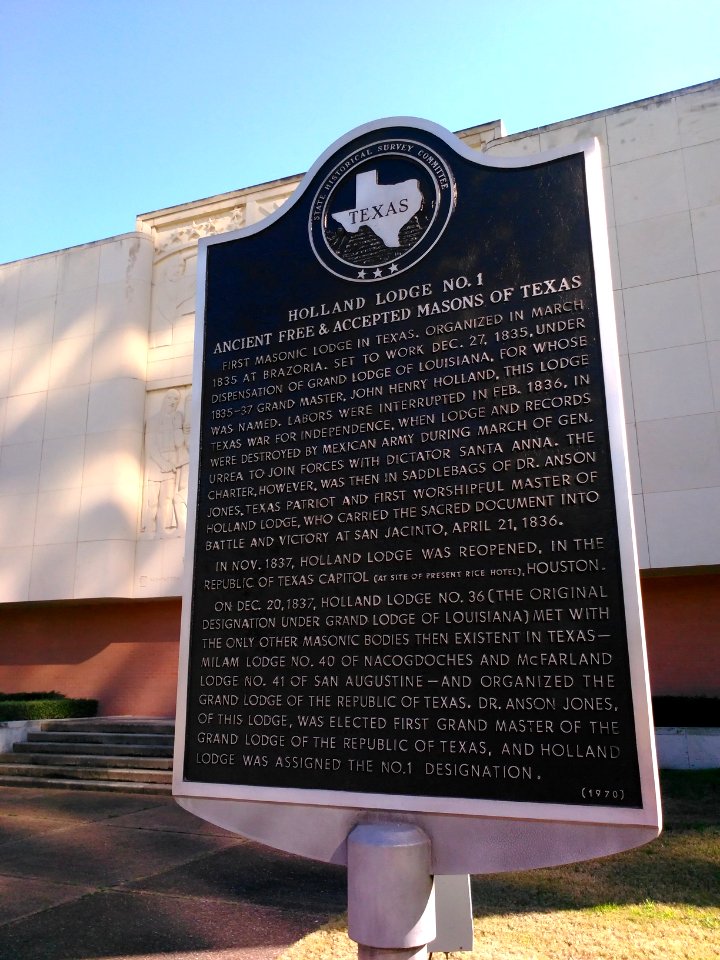 STATE HISTORICAL SURVEY COMMITTEE
TEXAS
HOLLAND LODGE NO. 1
ANCIENT FREE & ACCEPTED MASONS OF TEXAS
FIRST MASONIC LODGE IN TEXAS. ORGANIZED IN MARCH
1835 AT BRAZORIA. SET TO WORK DEC. 27, 1835, UNDER
DISPENSATION OF GRAND LODGE OF LOUISIANA, FOR WHOSE
1835-37 GRAND MASTER, JOHN HENRY HOLLAND, THIS LODGE
WAS NAMED. LABORS WERE INTERRUPTED IN FEB. 1836, IN
TEXAS WAR FOR INDEPENDENCE, WHEN LODGE AND RECORDS
WERE DESTROYED BY MEXICAN ARMY DURING MARCH OF GEN.
URREA TO JOIN FORCES WITH DICTATOR SANTA ANNA. THE
CHARTER, HOWEVER, WAS THEN IN SADDLEBAGS OF DR. ANSON
JONES, TEXAS PATRIOT AND FIRST WORSHIPFUL MASTER OF
HOLLAND LODGE, WHO CARRIED THE SACRED DOCUMENT INTO
BATTLE AND VICTORY AT SAN JACINTO, APRIL 21, 1836.
IN NOV. 1837, HOLLAND LODGE WAS REOPENED, IN THE
REPUBLIC OF TEXAS CAPITOL (AT SITE OF PRESENT RICE HOTEL), HOUSTON.
ON DEC. 20, 1837, HOLLAND LODGE NO. 36 (THE ORIGINAL
DESIGNATION UNDER GRAND LODGE OF LOUISIANA) MET WITH
THE ONLY OTHER MASONIC BODIES THEN EXISTENT IN TEXAS—
MILAM LODGE NO. 40 OF NACOGDOCHES AND McFARLAND
LODGE NO. 41 OF SAN AUGUSTINE—AND ORGANIZED THE
GRAND LODGE OF THE REPUBLIC OF TEXAS. DR. ANSON JONES,
OF THIS LODGE, WAS ELECTED FIRST GRAND MASTER OF THE
GRAND LODGE OF THE REPUBLIC OF TEXAS, AND HOLLAND
LODGE WAS ASSIGNED THE NO.1 DESIGNATION.
(1970)